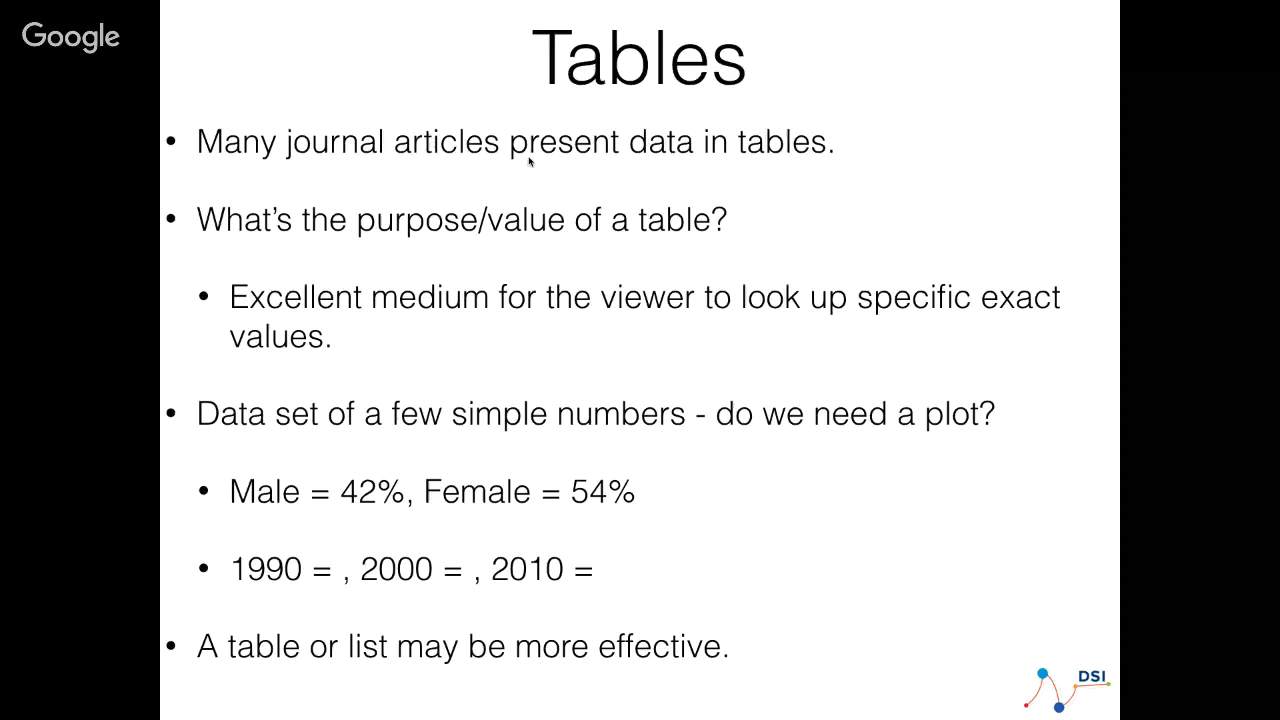 Google
Tables
• Many journal articles present data in tables.
• What's the purpose/value of a table?
• Excellent medium for the viewer to look up specific exact
values.
• Data set of a few simple numbers - do we need a plot?
• Male = 42%, Female = 54%
• 1990 = , 2000 = , 2010 =
• A table or list may be more effective.
DSI